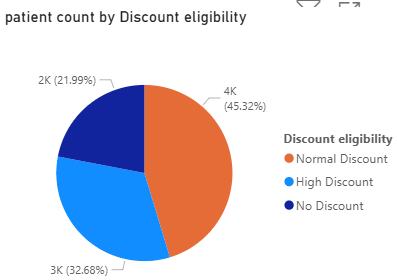 patient count by Discount eligibility
2K (21.99%)
4K
(45.32%)
Discount eligibility
Normal Discount
High Discount
No Discount
3K (32.68%)